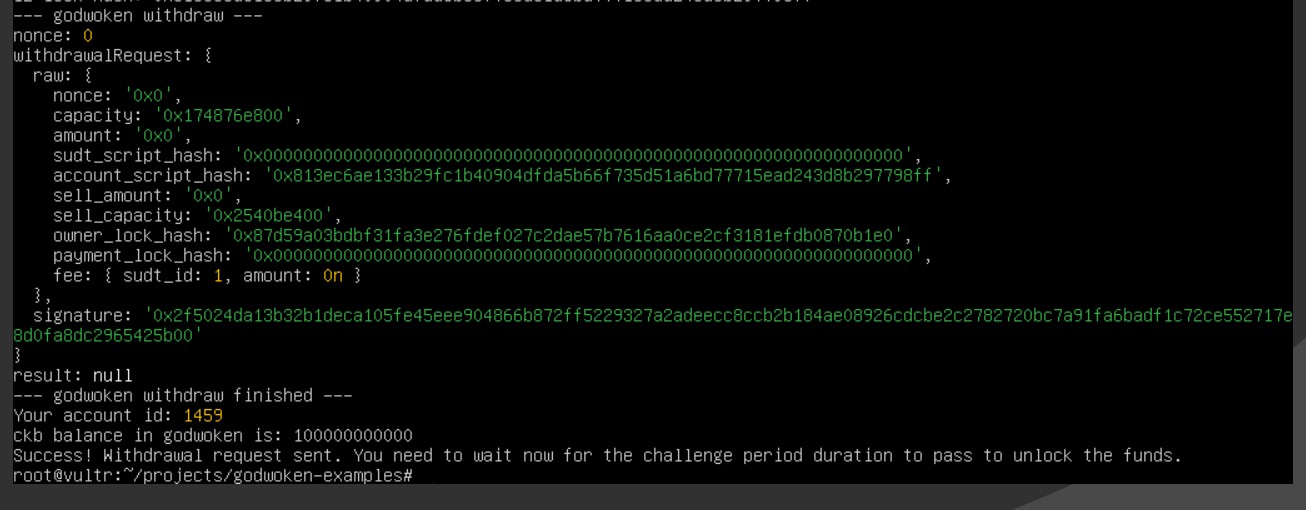 --- godwoken withdraw ---
nonce: 0
withdrawalRequest: {
  raw: {
    nonce: '0x0',
    capacity: '0x174876e800',
    amount: '0x0',
    sudt_script_hash: '0x0000000000000000000000000000000000000000000000000000000000000000',
    account_script_hash: '0x813ec6ae133b29fc1b40904dfda5b66f735d51a6bd77715ead243d8b297798ff',
    sell_amount: '0x0',
    sell_capacity: '0x2540be400',
    owner_lock_hash: '0x87d59a03bdbf31fa3e276fdef027c2dae57b7616aa0ce2cf3181efdb0870b1e0',
    payment_lock_hash: '0x0000000000000000000000000000000000000000000000000000000000000000',
    fee: { sudt_id: 1, amount: 0n }
  },
  signature: '0x2f5024da13b32b1deca105fe45eee904866b872ff5229327a2adeecc8ccb2b184ae08926cdcbe2c2782720bc7a91fa6badf1c72ce552717e
8d0fa8dc2965425b00'
}
result: null
--- godwoken withdraw finished ---
Your account id: 1459
ckb balance in godwoken is: 100000000000
Success! Withdrawal request sent. You need to wait now for the challenge period duration to pass to unlock the funds.
root@vultr:~/projects/godwoken-examples#